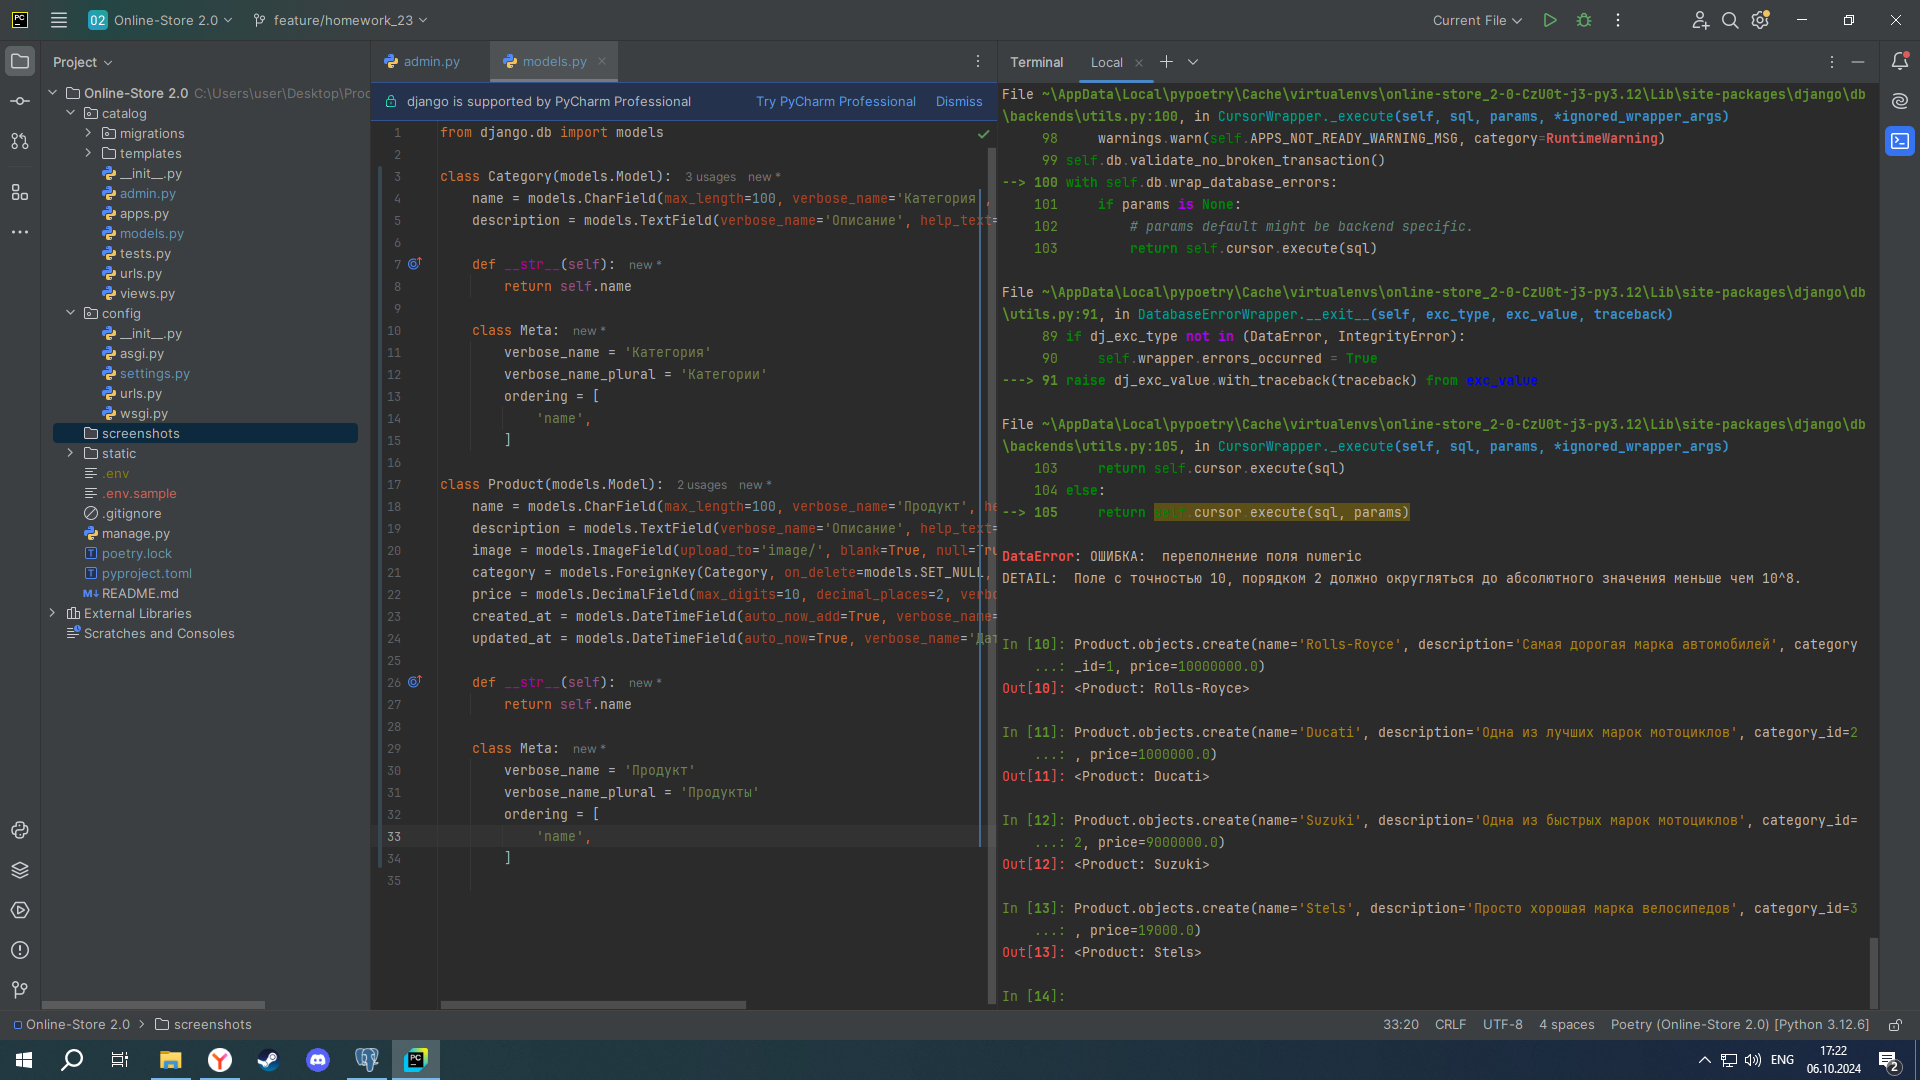 PC
02 Online-Store 2.0 feature/homework_23
Current File
Project
Online-Store 2.0 C:\Users\user\Desktop\Proc
catalog
migrations
templates
__init__.py
admin.py
apps.py
models.py
tests.py
urls.py
views.py
config
__init__.py
asgi.py
settings.py
urls.py
wsgi.py
screenshots
static
.env
.env.sample
.gitignore
manage.py
poetry.lock
pyproject.toml
README.md
External Libraries
Scratches and Consoles
admin.py models.py
django is supported by PyCharm Professional Try PyCharm Professional Dismiss
1 from django.db import models
2
3 class Category(models.Model): 3 usages new *
4 name = models.CharField(max_length=100, verbose_name='Категория',
5 description = models.TextField(verbose_name='Описание', help_text=
6
7 def __str__(self): new *
8 return self.name
9
10 class Meta: new *
11 verbose_name = 'Категория'
12 verbose_name_plural = 'Категории'
13 ordering = [
14 'name',
15 ]
16
17 class Product(models.Model): 2 usages new *
18 name = models.CharField(max_length=100, verbose_name='Продукт', he
19 description = models.TextField(verbose_name='Описание', help_text=
20 image = models.ImageField(upload_to='image/', blank=True, null=Tru
21 category = models.ForeignKey(Category, on_delete=models.SET_NULL,
22 price = models.DecimalField(max_digits=10, decimal_places=2, verbo
23 created_at = models.DateTimeField(auto_now_add=True, verbose_name=
24 updated_at = models.DateTimeField(auto_now=True, verbose_name='Дат
25
26 def __str__(self): new *
27 return self.name
28
29 class Meta: new *
30 verbose_name = 'Продукт'
31 verbose_name_plural = 'Продукты'
32 ordering = [
33 'name',
34 ]
35
Terminal Local
File ~\AppData\Local\pypoetry\Cache\virtualenvs\online-store_2-0-CzU0t-j3-py3.12\Lib\site-packages\django\db
\backends\utils.py:100, in CursorWrapper._execute(self, sql, params, *ignored_wrapper_args)
98 warnings.warn(self.APPS_NOT_READY_WARNING_MSG, category=RuntimeWarning)
99 self.db.validate_no_broken_transaction()
--> 100 with self.db.wrap_database_errors:
101 if params is None:
102 # params default might be backend specific.
103 return self.cursor.execute(sql)
File ~\AppData\Local\pypoetry\Cache\virtualenvs\online-store_2-0-CzU0t-j3-py3.12\Lib\site-packages\django\db
\utils.py:91, in DatabaseErrorWrapper.__exit__(self, exc_type, exc_value, traceback)
89 if dj_exc_type not in (DataError, IntegrityError):
90 self.wrapper.errors_occurred = True
---> 91 raise dj_exc_value.with_traceback(traceback) from exc_value
File ~\AppData\Local\pypoetry\Cache\virtualenvs\online-store_2-0-CzU0t-j3-py3.12\Lib\site-packages\django\db
\backends\utils.py:105, in CursorWrapper._execute(self, sql, params, *ignored_wrapper_args)
103 return self.cursor.execute(sql)
104 else:
--> 105 return self.cursor.execute(sql, params)
DataError: ОШИБКА:  переполнение поля numeric
DETAIL:  Поле с точностью 10, порядком 2 должно округляться до абсолютного значения меньше чем 10^8.
In [10]: Product.objects.create(name='Rolls-Royce', description='Самая дорогая марка автомобилей', category
...: _id=1, price=10000000.0)
Out[10]: <Product: Rolls-Royce>
In [11]: Product.objects.create(name='Ducati', description='Одна из лучших марок мотоциклов', category_id=2
...: , price=1000000.0)
Out[11]: <Product: Ducati>
In [12]: Product.objects.create(name='Suzuki', description='Одна из быстрых марок мотоциклов', category_id=
...: 2, price=9000000.0)
Out[12]: <Product: Suzuki>
In [13]: Product.objects.create(name='Stels', description='Просто хорошая марка велосипедов', category_id=3
...: , price=19000.0)
Out[13]: <Product: Stels>
In [14]:
Online-Store 2.0 > screenshots
33:20 CRLF UTF-8 4 spaces Poetry (Online-Store 2.0) [Python 3.12.6]
ENG
17:22
06.10.2024
2